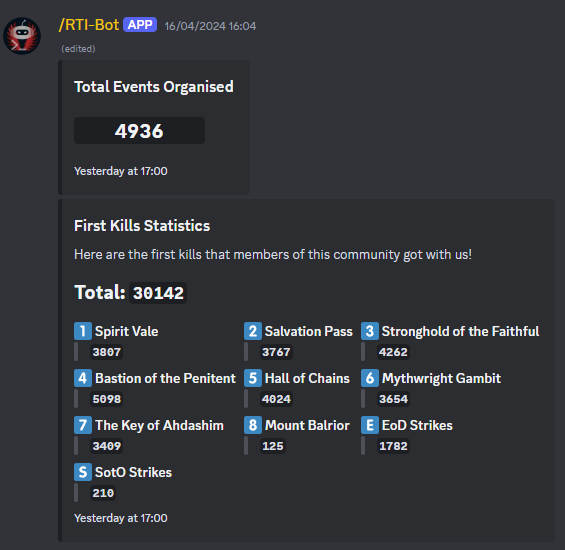 /RTI-Bot APP 16/04/2024 16:04
(edited)
Total Events Organised
4936
Yesterday at 17:00
First Kills Statistics
Here are the first kills that members of this community got with us!
Total: 30142
1 Spirit Vale 2 Salvation Pass 3 Stronghold of the Faithful
3807 3767 4262
4 Bastion of the Penitent 5 Hall of Chains 6 Mythwright Gambit
5098 4024 3654
7 The Key of Ahdashim 8 Mount Balrior E EoD Strikes
3409 125 1782
S SotO Strikes
210
Yesterday at 17:00